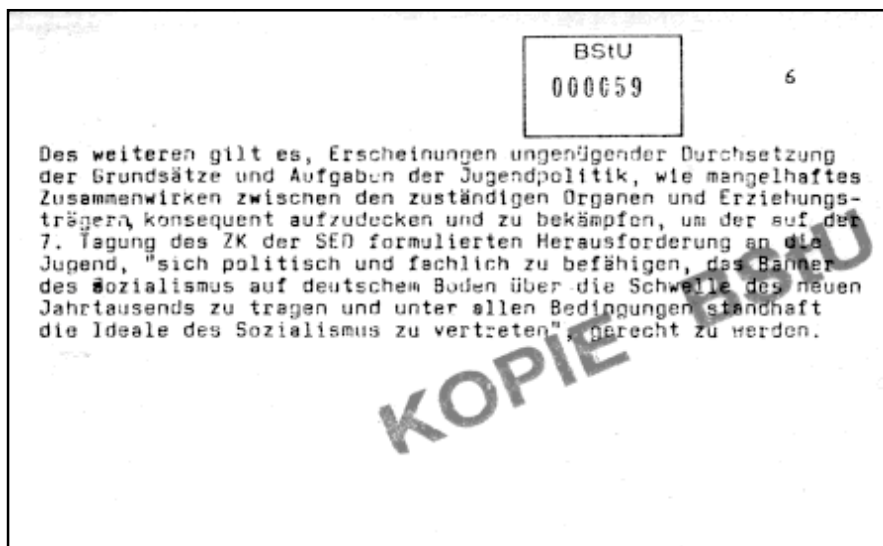 BStU
000059
6
Des weiteren gilt es, Erscheinungen ungenügender Durchsetzung
der Grundsätze und Aufgaben der Jugendpolitik, wie mangelhaftes
Zusammenwirken zwischen den zuständigen Organen und Erziehungs-
trägern, konsequent aufzudecken und zu bekämpfen, um der auf der
7. Tagung des ZK der SED formulierten Herausforderung an die
Jugend, "sich politisch und fachlich zu befähigen, das Banner
des Sozialismus auf deutschem Boden über die Schwelle des neuen
Jahrtausends zu tragen und unter allen Bedingungen standhaft
die Ideale des Sozialismus zu vertreten", gerecht zu werden.
KOPIE BStU